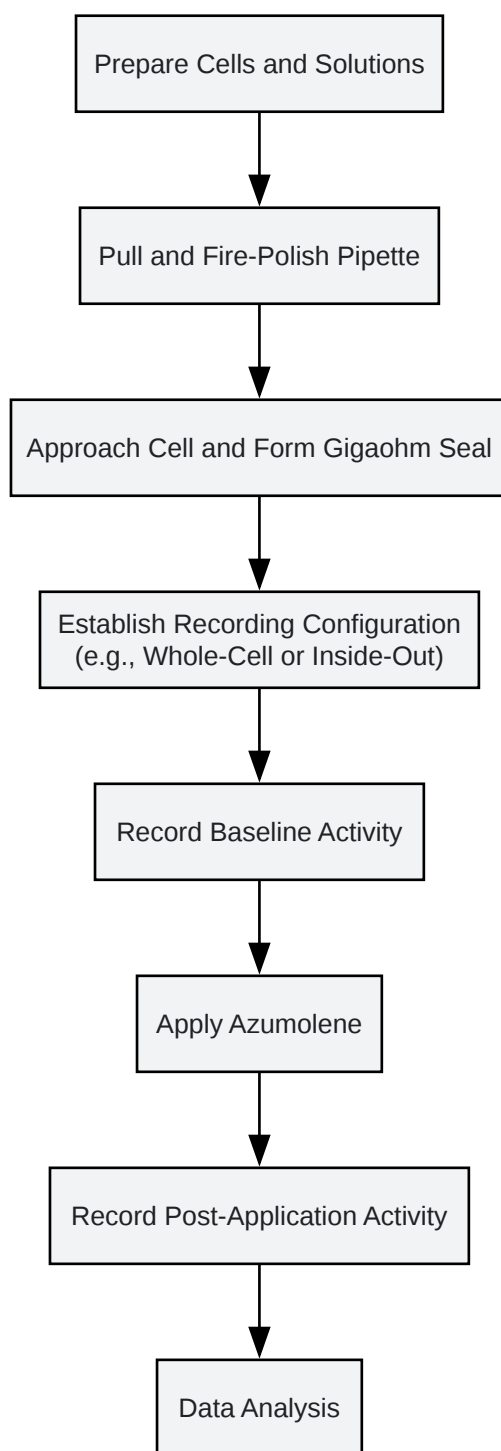 Prepare Cells and Solutions
Pull and Fire-Polish Pipette
Approach Cell and Form Gigaohm Seal
Establish Recording Configuration
(e.g., Whole-Cell or Inside-Out)
Record Baseline Activity
Apply Azumolene
Record Post-Application Activity
Data Analysis